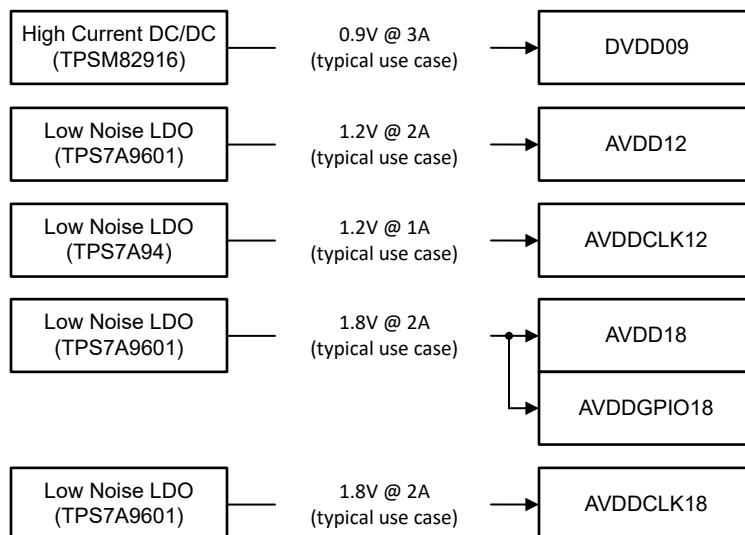 High Current DC/DC
(TPSM82916)
0.9V @ 3A
(typical use case)
DVDD09
Low Noise LDO
(TPS7A9601)
1.2V @ 2A
(typical use case)
AVDD12
Low Noise LDO
(TPS7A94)
1.2V @ 1A
(typical use case)
AVDDCLK12
Low Noise LDO
(TPS7A9601)
1.8V @ 2A
(typical use case)
AVDD18
AVDDGPIO18
Low Noise LDO
(TPS7A9601)
1.8V @ 2A
(typical use case)
AVDDCLK18